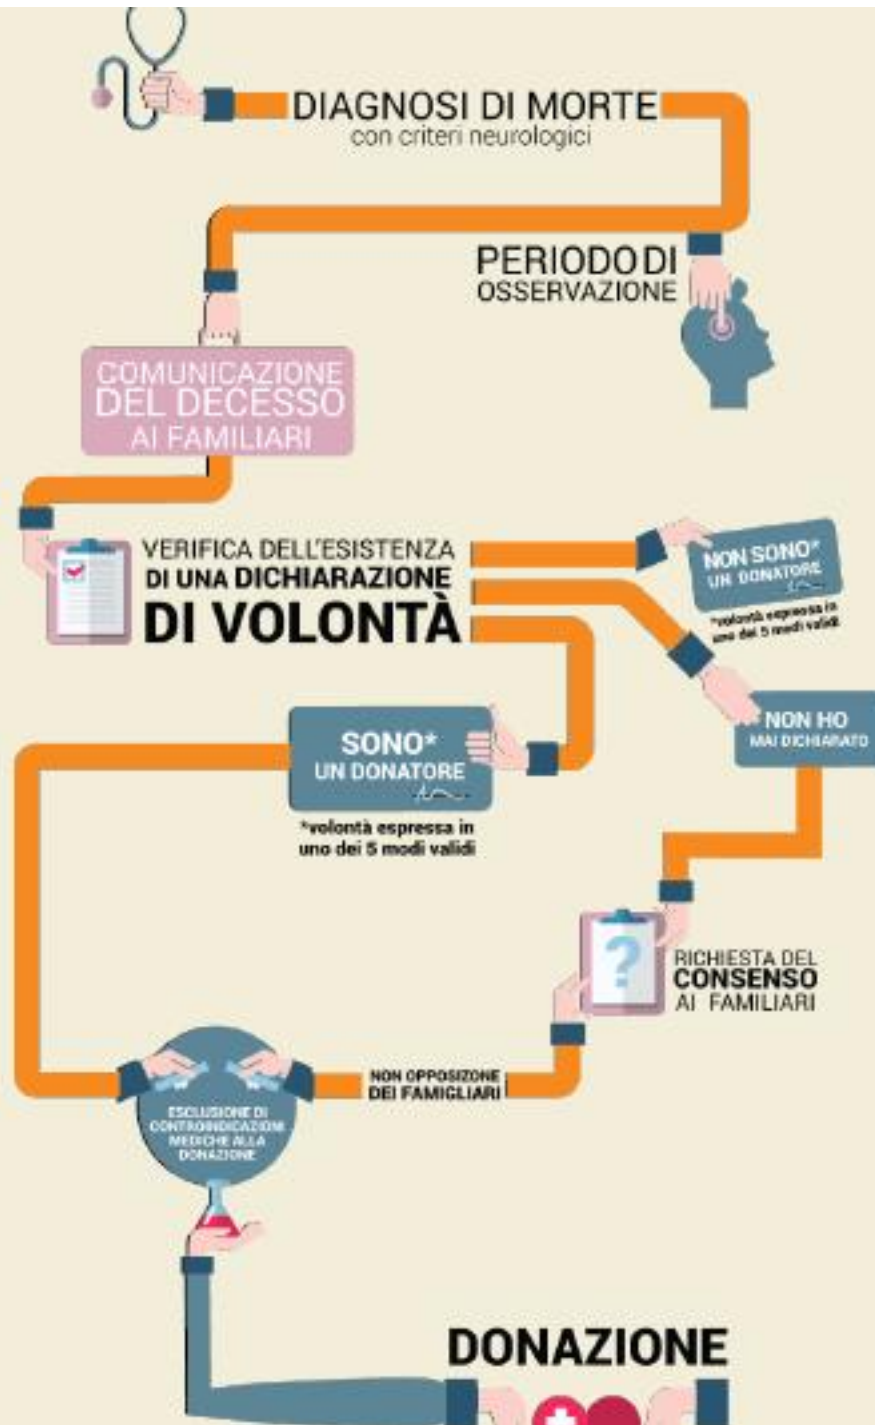 DIAGNOSI DI MORTE
con criteri neurologici
PERIODO DI
OSSERVAZIONE
COMUNICAZIONE
DEL DECESSO
AI FAMILIARI
VERIFICA DELL'ESISTENZA
DI UNA DICHIARAZIONE
DI VOLONTÀ
NON SONO*
UN DONATORE
*volontà espressa in
uno dei 5 modi validi
NON HO
MAI DICHIARATO
SONO*
UN DONATORE
*volontà espressa in
uno dei 5 modi validi
?
RICHIESTA DEL
CONSENSO
AI FAMILIARI
NON OPPOSIZONE
DEI FAMIGLIARI
ESCLUSIONE DI
CONTROINDICAZIONI
MEDICHE ALLA
DONAZIONE
DONAZIONE